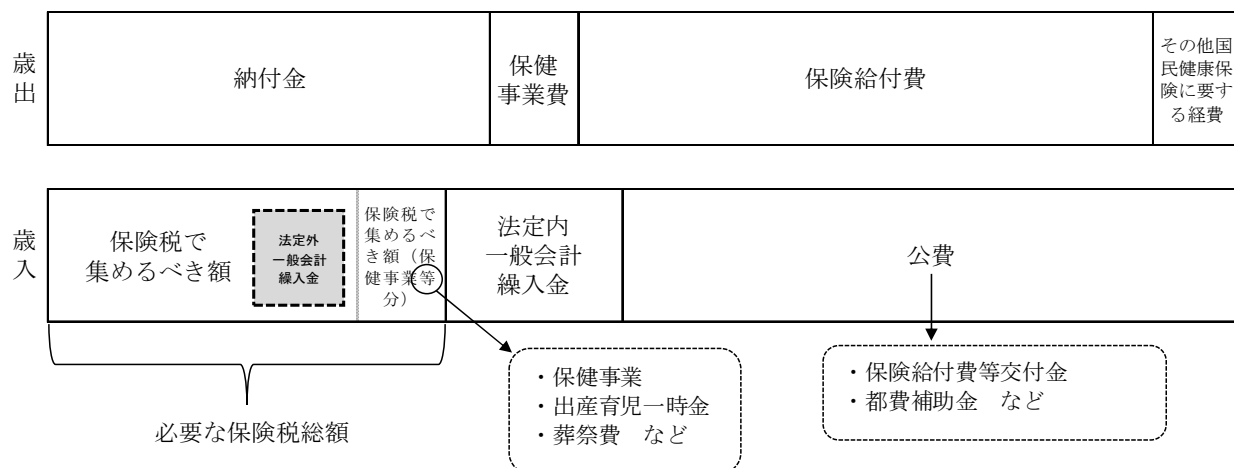 歳出
納付金
保健
事業費
保険給付費
その他国
民健康保
険に要す
る経費
歳入
保険税で
集めるべき額
法定外
一般会計
繰入金
保険税で
集めるべ
き額（保
健事業等
分）
法定内
一般会計
繰入金
公費
必要な保険税総額
・保健事業
・出産育児一時金
・葬祭費　など
・保険給付費等交付金
・都費補助金　など